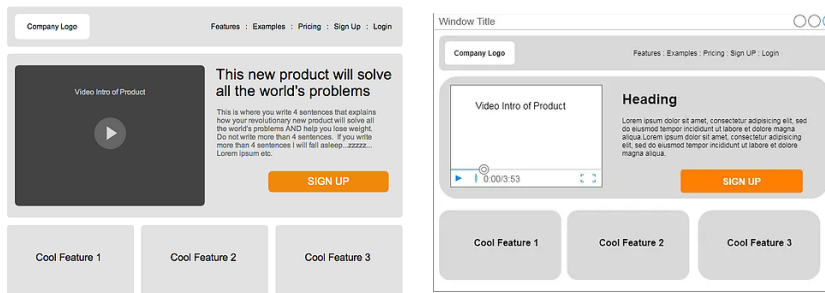 Company Logo
Features : Examples : Pricing : Sign Up : Login
Video Intro of Product
This new product will solve
all the world's problems
This is where you write 4 sentences that explains
how your revolutionary new product will solve all
the world's problems AND help you lose weight.
Do not write more than 4 sentences. If you write
more than 4 sentences I will fall asleep...zzzzz...
Lorem ipsum etc.
SIGN UP
Cool Feature 1
Cool Feature 2
Cool Feature 3
Window Title
Company Logo
Features : Examples : Pricing : Sign UP : Login
Video Intro of Product
0:00/3:53
Heading
Lorem ipsum dolor sit amet, consectetur adipisicing elit, sed
do eiusmod tempor incididunt ut labore et dolore magna
aliqua.Lorem ipsum dolor sit amet, consectetur adipisicing elit, sed
do eiusmod tempor incididunt ut labore et dolore magna
aliqua.
SIGN UP
Cool Feature 1
Cool Feature 2
Cool Feature 3